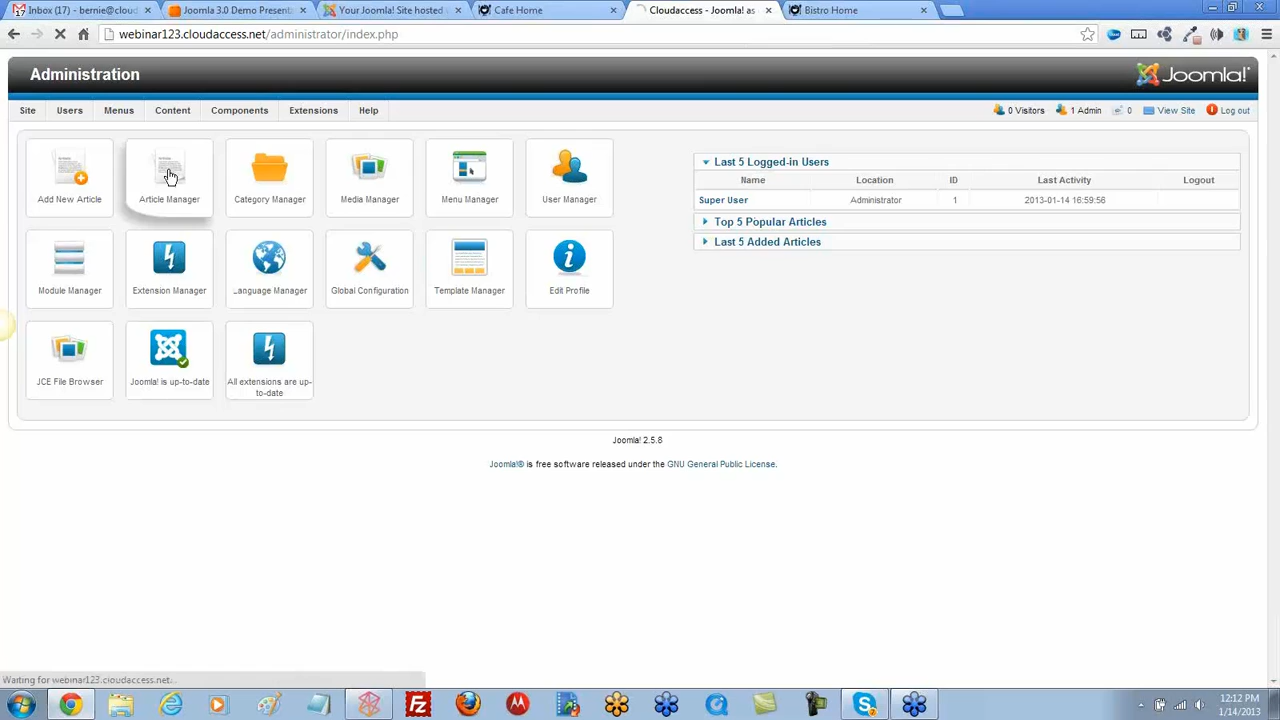 Inbox (17) - bernie@cloud
Joomla 3.0 Demo Presenta
Your Joomla! Site hosted
Cafe Home
Cloudaccess - Joomla! as
Bistro Home
webinar123.cloudaccess.net/administrator/index.php
Administration
Joomla!
Site
Users
Menus
Content
Components
Extensions
Help
0 Visitors
1 Admin
0
View Site
Log out
Add New Article
Article Manager
Category Manager
Media Manager
Menu Manager
User Manager
Module Manager
Extension Manager
Language Manager
Global Configuration
Template Manager
Edit Profile
JCE File Browser
Joomla! is up-to-date
All extensions are up-
to-date
Last 5 Logged-in Users
Name Location ID Last Activity Logout
Super User Administrator 1 2013-01-14 16:59:56
Top 5 Popular Articles
Last 5 Added Articles
Joomla! 2.5.8
Joomla!® is free software released under the GNU General Public License.
Waiting for webinar123.cloudaccess.net...
12:12 PM
1/14/2013